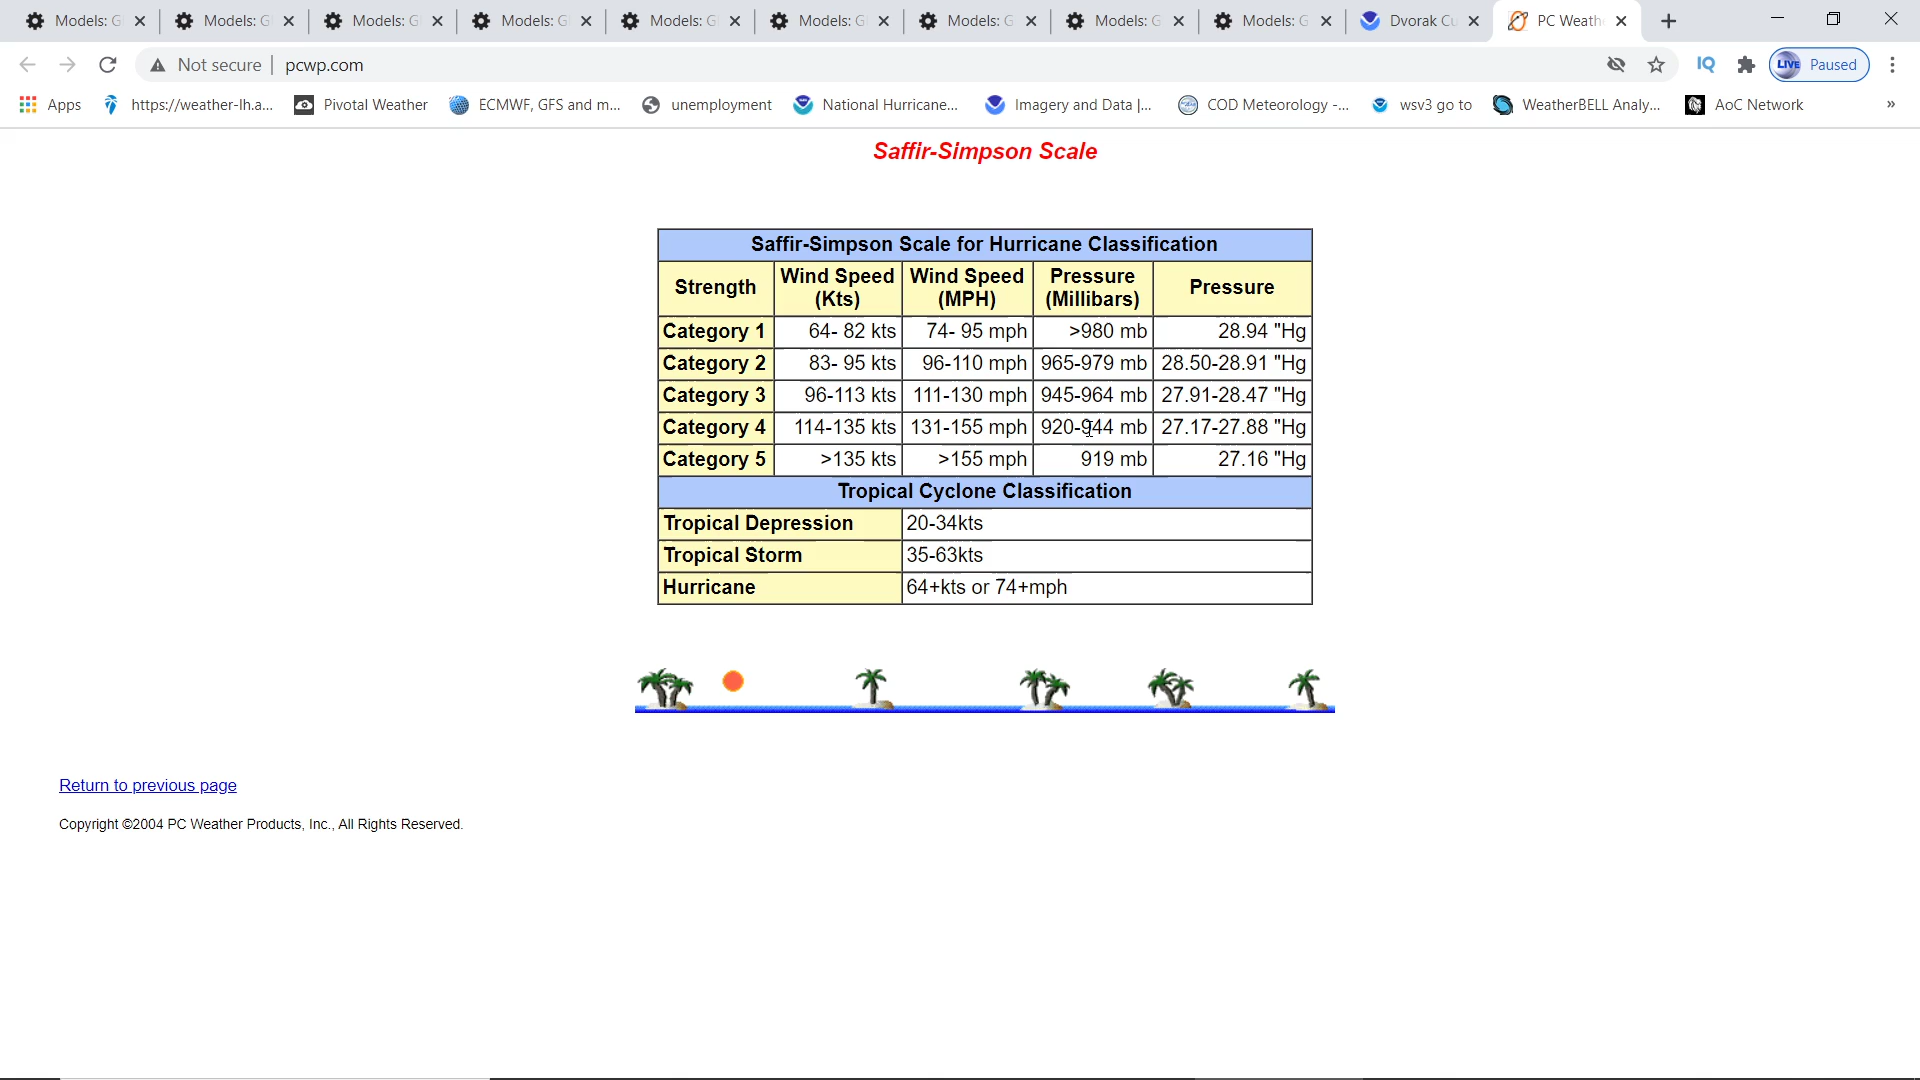 Models: G
Models: G
Models: G
Models: G
Models: G
Models: G
Models: G
Models: G
Models: G
Dvorak Cu
PC Weath
Not secure | pcwp.com
IQ
LIVE Paused
Apps
https://weather-lh.a...
Pivotal Weather
ECMWF, GFS and m...
unemployment
National Hurricane...
Imagery and Data |...
COD Meteorology -...
wsv3 go to
WeatherBELL Analy...
AoC Network
»
Saffir-Simpson Scale
Saffir-Simpson Scale for Hurricane Classification
Strength Wind Speed (Kts) Wind Speed (MPH) Pressure (Millibars) Pressure
Category 1 64- 82 kts 74- 95 mph >980 mb 28.94 "Hg
Category 2 83- 95 kts 96-110 mph 965-979 mb 28.50-28.91 "Hg
Category 3 96-113 kts 111-130 mph 945-964 mb 27.91-28.47 "Hg
Category 4 114-135 kts 131-155 mph 920-944 mb 27.17-27.88 "Hg
Category 5 >135 kts >155 mph 919 mb 27.16 "Hg
Tropical Cyclone Classification
Tropical Depression 20-34kts
Tropical Storm 35-63kts
Hurricane 64+kts or 74+mph
Return to previous page
Copyright ©2004 PC Weather Products, Inc., All Rights Reserved.